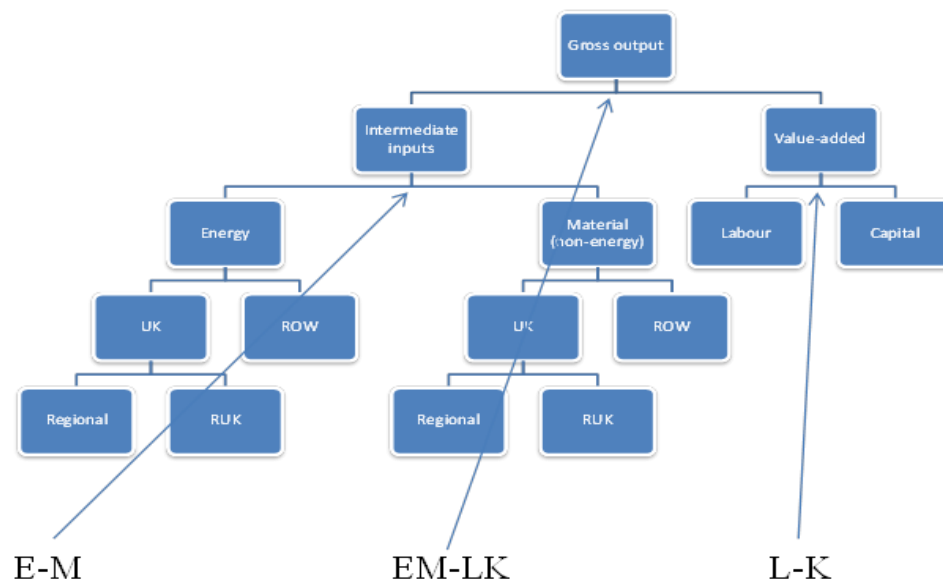 Gross output
Intermediate
inputs
Value-added
Energy
Material
(non-energy)
Labour
Capital
UK
ROW
UK
ROW
Regional
RUK
Regional
RUK
E-M
EM-LK
L-K